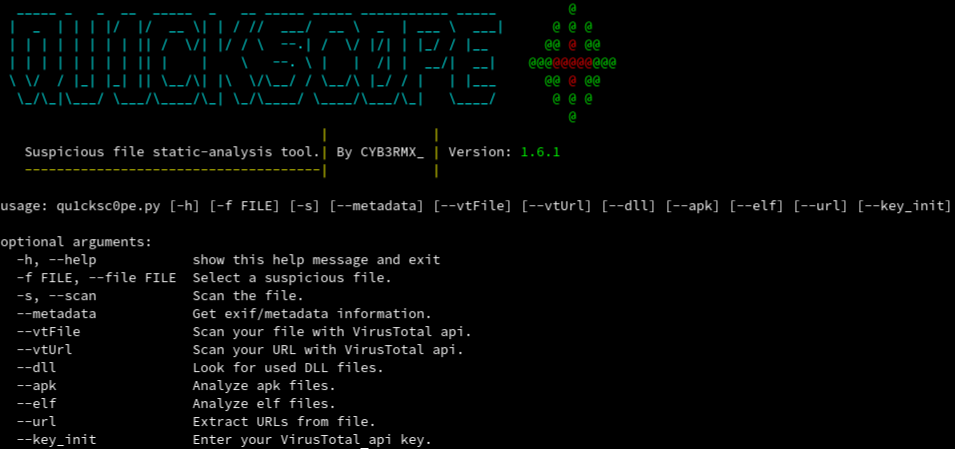 QU1CKSC0PE
Suspicious file static-analysis tool.| By CYB3RMX_ | Version: 1.6.1
usage: qu1cksc0pe.py [-h] [-f FILE] [-s] [--metadata] [--vtFile] [--vtUrl] [--dll] [--apk] [--elf] [--url] [--key_init]
optional arguments:
-h, --help show this help message and exit
-f FILE, --file FILE Select a suspicious file.
-s, --scan Scan the file.
--metadata Get exif/metadata information.
--vtFile Scan your file with VirusTotal api.
--vtUrl Scan your URL with VirusTotal api.
--dll Look for used DLL files.
--apk Analyze apk files.
--elf Analyze elf files.
--url Extract URLs from file.
--key_init Enter your VirusTotal api key.